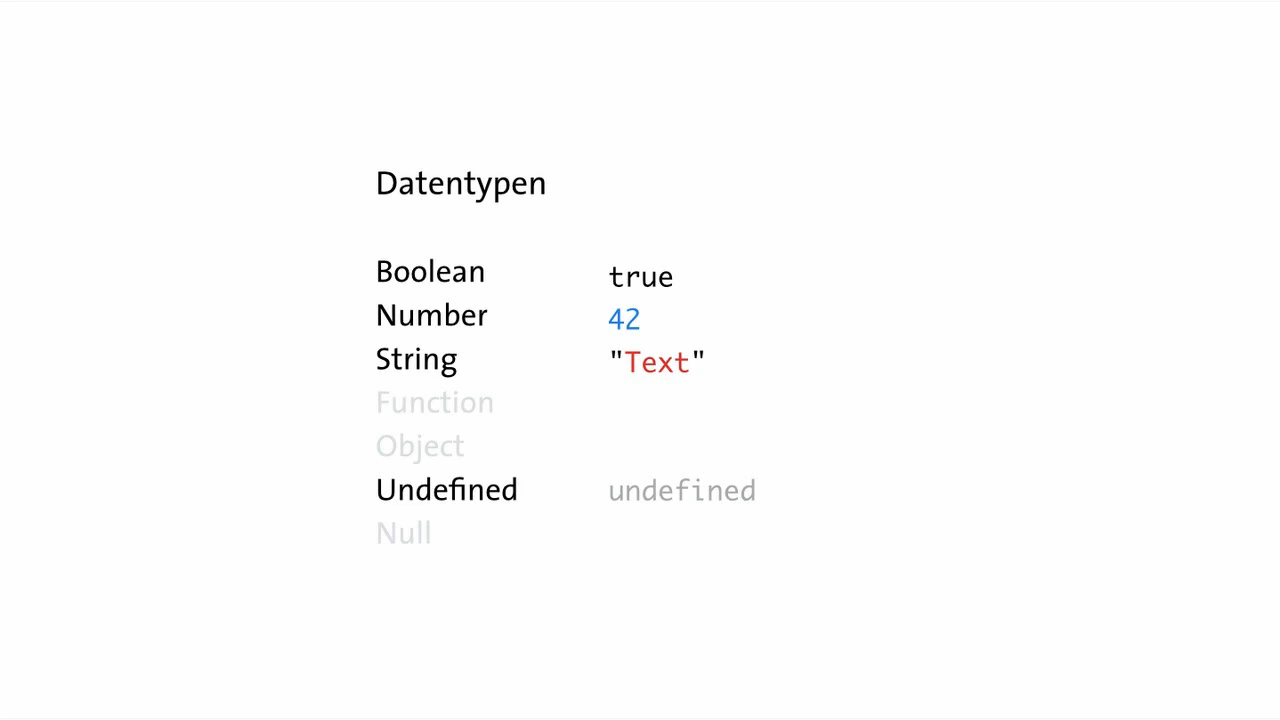 Datentypen
Boolean true
Number 42
String "Text"
Function
Object
Undefined undefined
Null